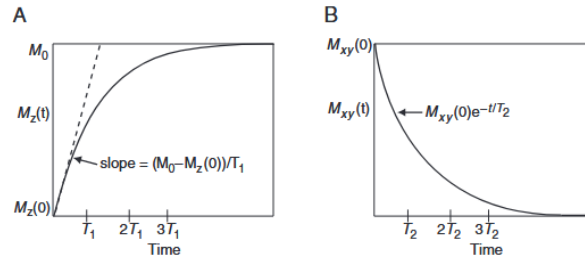 A
M0
Mz(t)
slope = (M0–Mz(0))/T1
Mz(0)
T1 2T1 3T1
Time
B
Mxy(0)
Mxy(t)
Mxy(0)e–t/T2
T2 2T2 3T2
Time